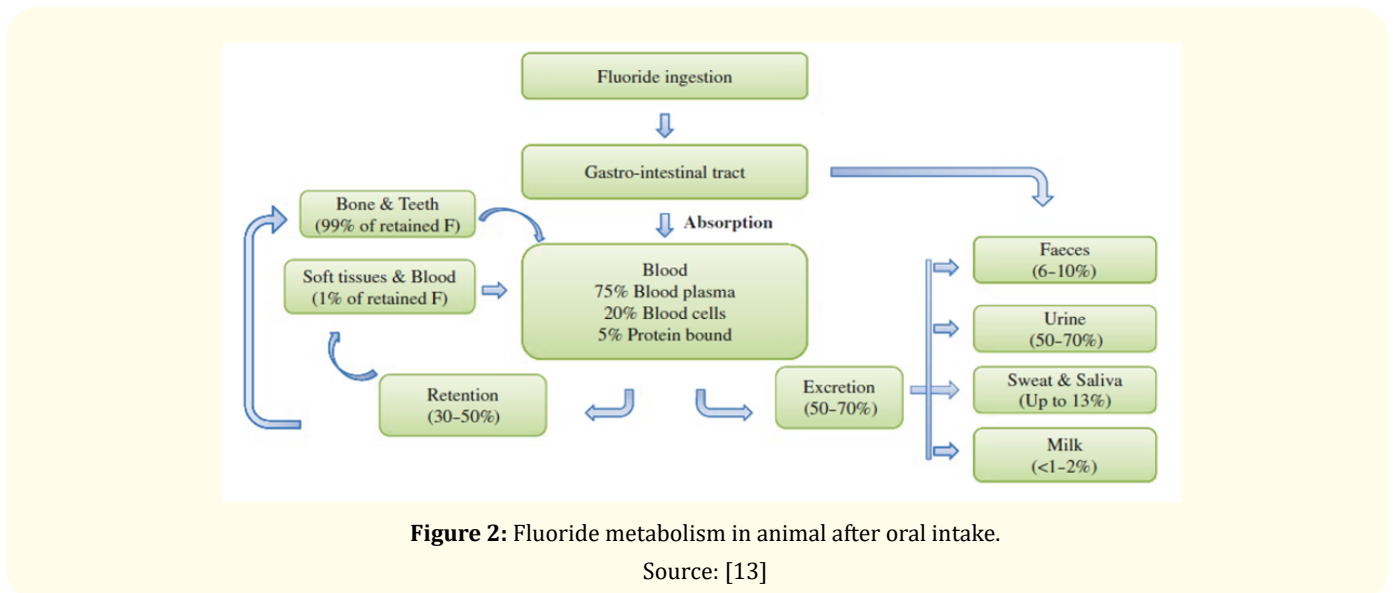 Fluoride ingestion
Gastro-intestinal tract
Absorption
Bone & Teeth
(99% of retained F)
Soft tissues & Blood
(1% of retained F)
Blood
75% Blood plasma
20% Blood cells
5% Protein bound
Retention
(30–50%)
Excretion
(50–70%)
Faeces
(6–10%)
Urine
(50–70%)
Sweat & Saliva
(Up to 13%)
Milk
(<1–2%)
Figure 2: Fluoride metabolism in animal after oral intake.
Source: [13]